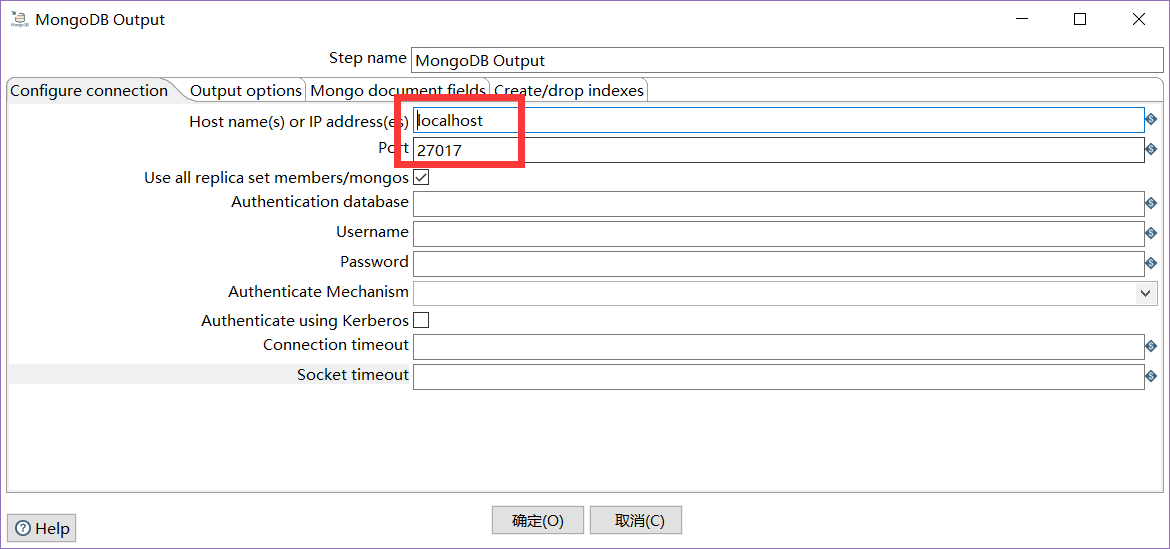 MongoDB Output
Step name MongoDB Output
Configure connection Output options Mongo document fields Create/drop indexes
Host name(s) or IP address(es) localhost
Port 27017
Use all replica set members/mongos
Authentication database
Username
Password
Authenticate Mechanism
Authenticate using Kerberos
Connection timeout
Socket timeout
确定(O) 取消(C)
Help